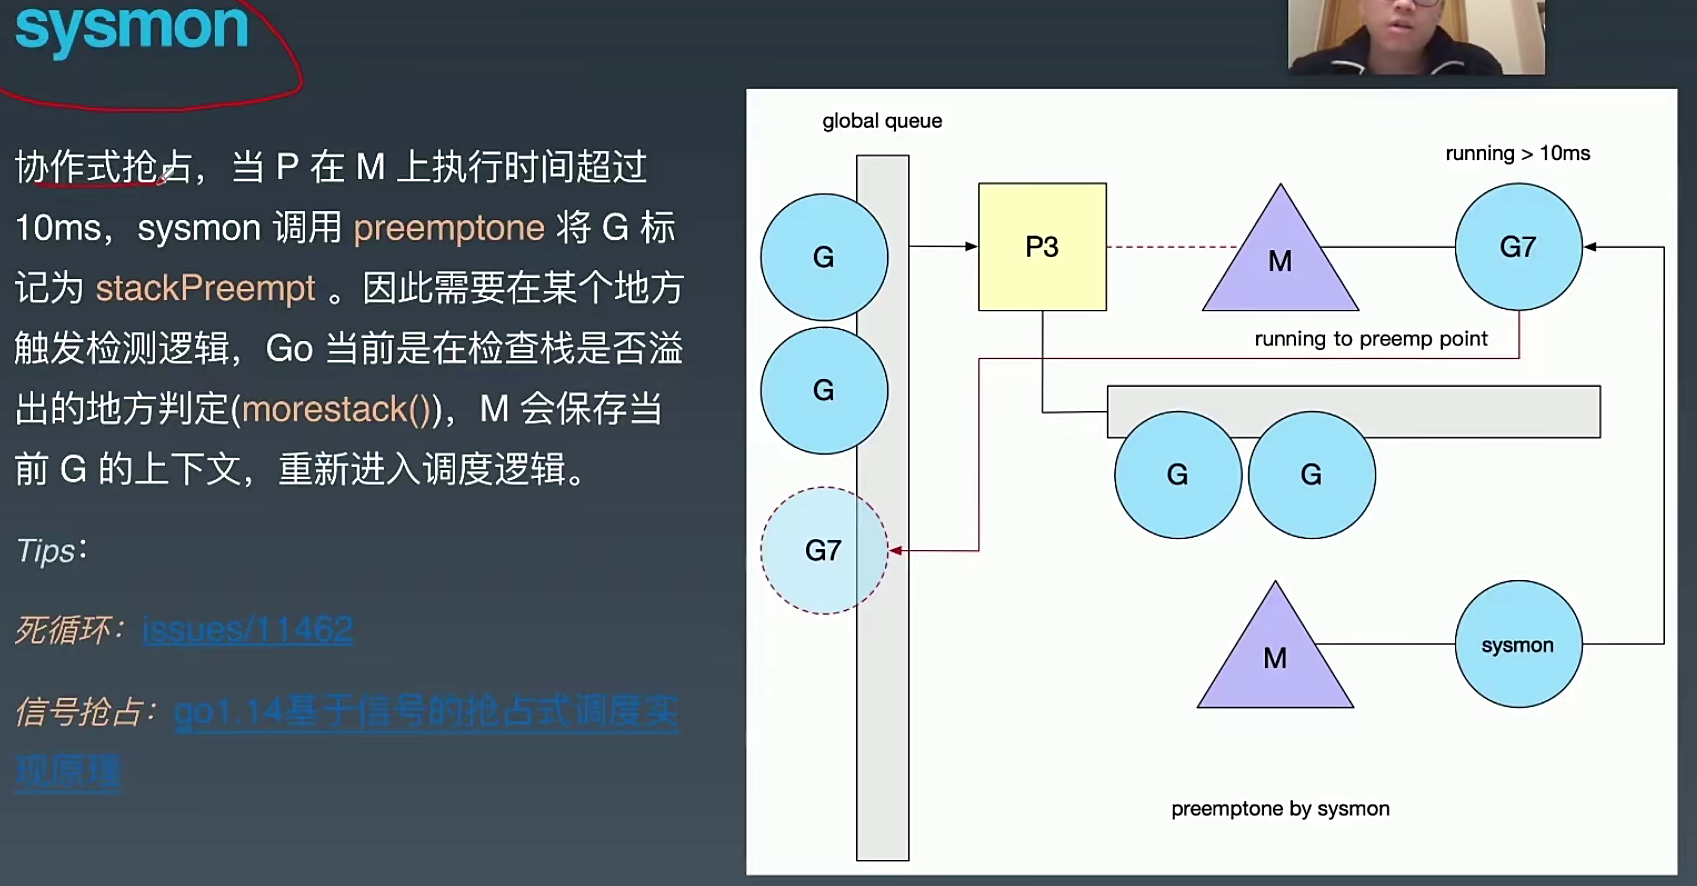 sysmon
协作式抢占，当 P 在 M 上执行时间超过
10ms，sysmon 调用 preemptone 将 G 标
记为 stackPreempt 。因此需要在某个地方
触发检测逻辑，Go 当前是在检查栈是否溢
出的地方判定(morestack())，M 会保存当
前 G 的上下文，重新进入调度逻辑。
Tips：
死循环：issues/11462
信号抢占：go1.14基于信号的抢占式调度实
现原理
global queue
running > 10ms
G
P3
M
G7
running to preemp point
G
G
G
G7
M
sysmon
preemptone by sysmon